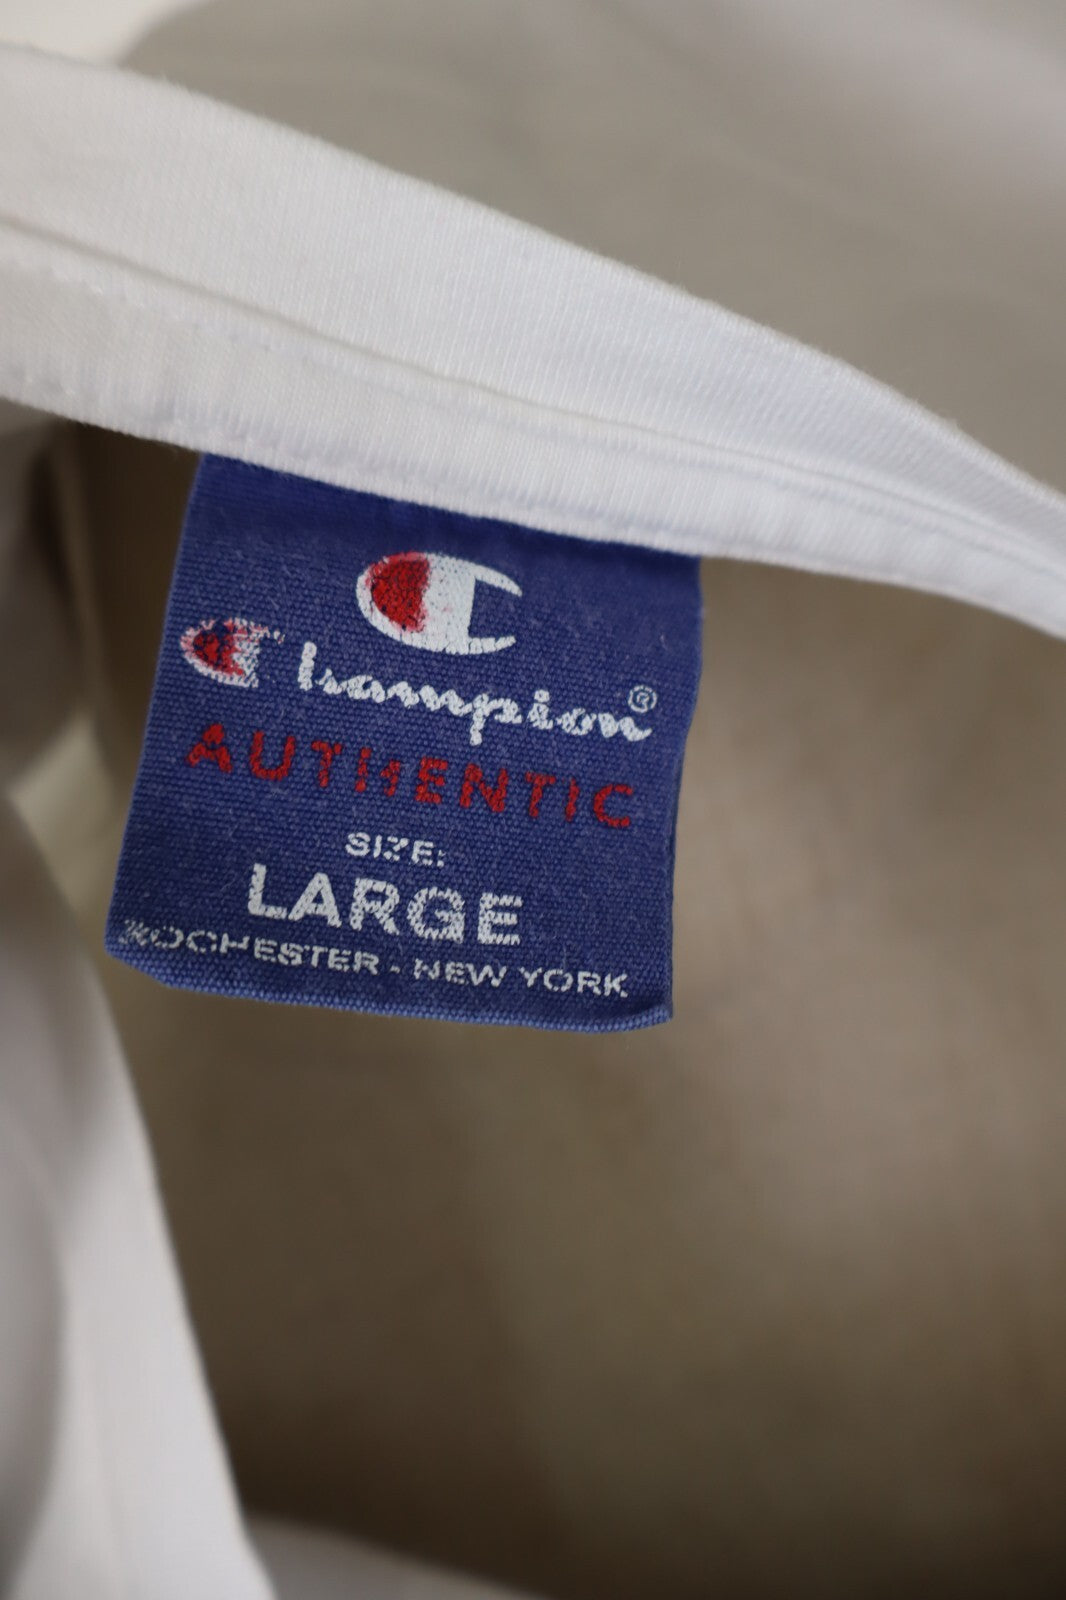 Champion®
AUTHENTIC
SIZE:
LARGE
ROCHESTER - NEW YORK